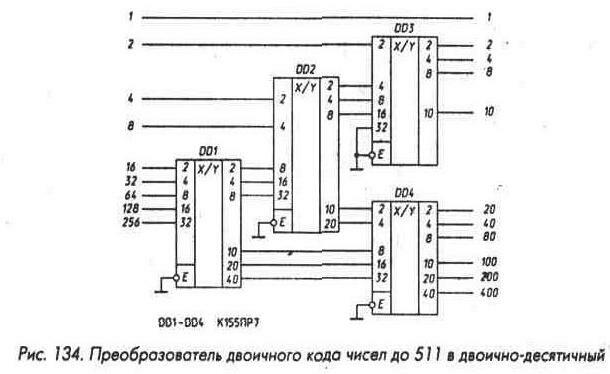 1 1
DD3
2 2 X/Y 2 2
4 4
DD2 8 8
X/Y 2 4
4 2 4 8
8 16 10 10
8 4 32
E
DD1
16 2 X/Y 2 8
32 4 4 16 DD4
64 8 8 32 10 2 X/Y 2 20
128 16 20 4 4 40
256 32 E 8 80
10 8
20 16 10 100
E 40 32 20 200
40 400
E
DD1-DD4 К155ПР7
Рис. 134. Преобразователь двоичного кода чисел до 511 в двоично-десятичный